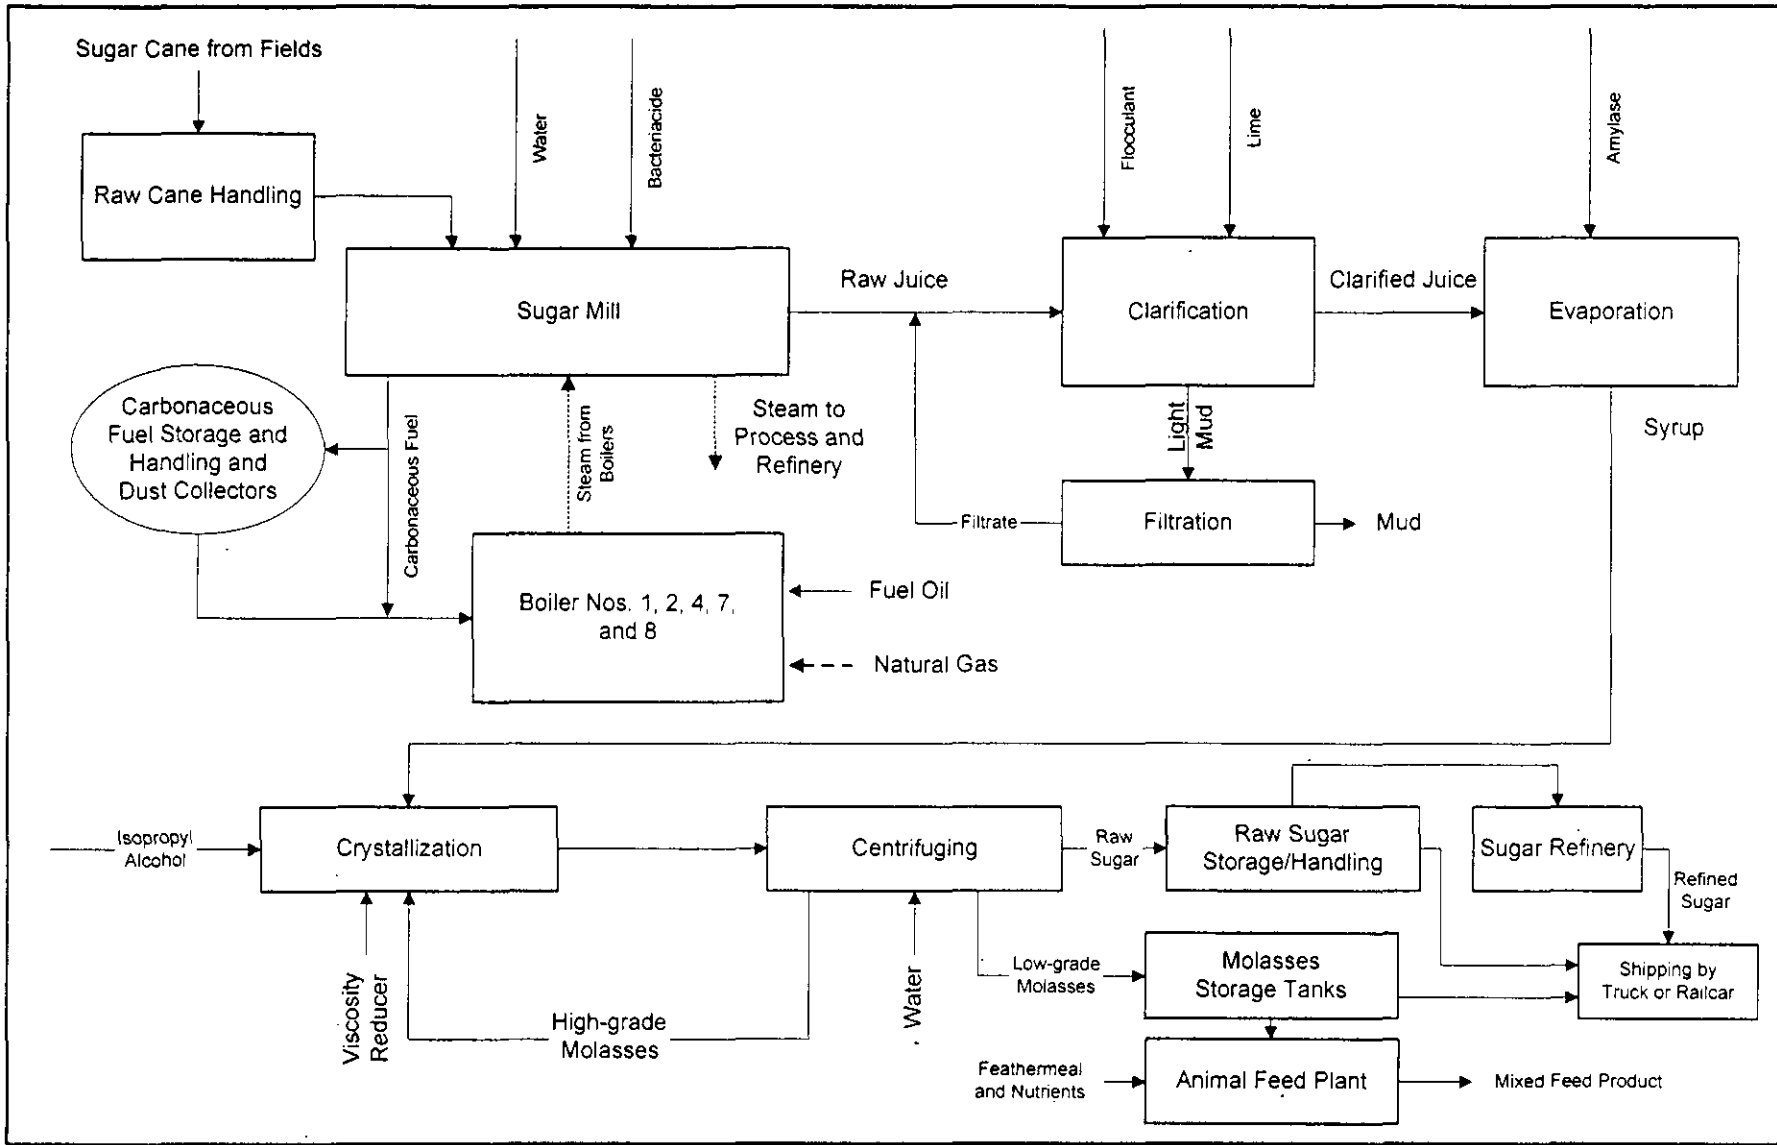 Sugar Cane from Fields
Water
Bacteriacide
Flocculant
Lime
Amylase
Raw Cane Handling
Sugar Mill
Raw Juice
Clarification
Clarified Juice
Evaporation
Carbonaceous
Fuel Storage and
Handling and
Dust Collectors
Carbonaceous Fuel
Steam from
Boilers
Steam to
Process and
Refinery
Light
Mud
Syrup
Filtrate
Filtration
Mud
Boiler Nos. 1, 2, 4, 7,
and 8
Fuel Oil
Natural Gas
Isopropyl
Alcohol
Crystallization
Centrifuging
Raw
Sugar
Raw Sugar
Storage/Handling
Sugar Refinery
Refined
Sugar
Viscosity
Reducer
High-grade
Molasses
Water
Low-grade
Molasses
Molasses
Storage Tanks
Shipping by
Truck or Railcar
Feathermeal
and Nutrients
Animal Feed Plant
Mixed Feed Product